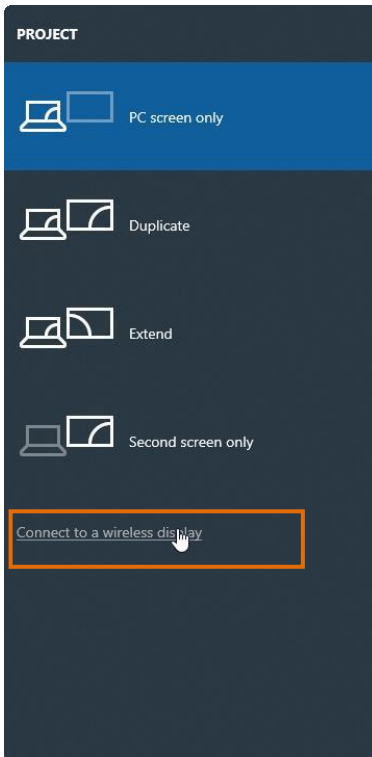 PROJECT
PC screen only
Duplicate
Extend
Second screen only
Connect to a wireless display